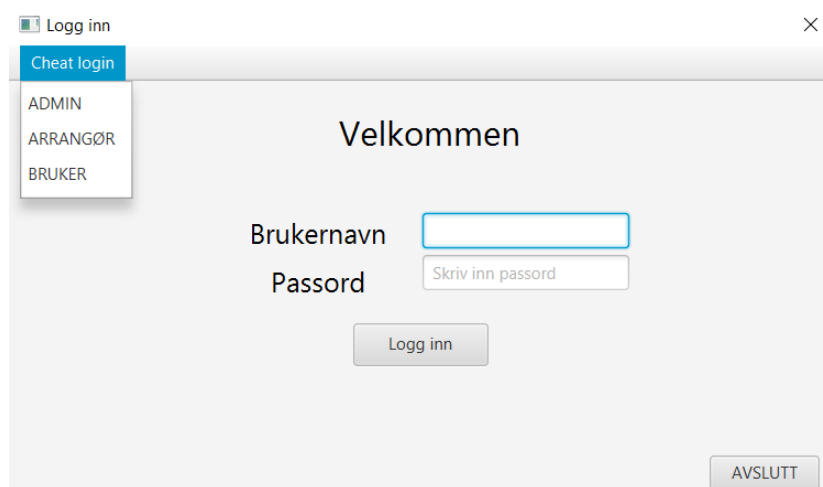 Logg inn
Cheat login
ADMIN
ARRANGØR
BRUKER
Velkommen
Brukernavn
Passord
Skriv inn passord
Logg inn
AVSLUTT